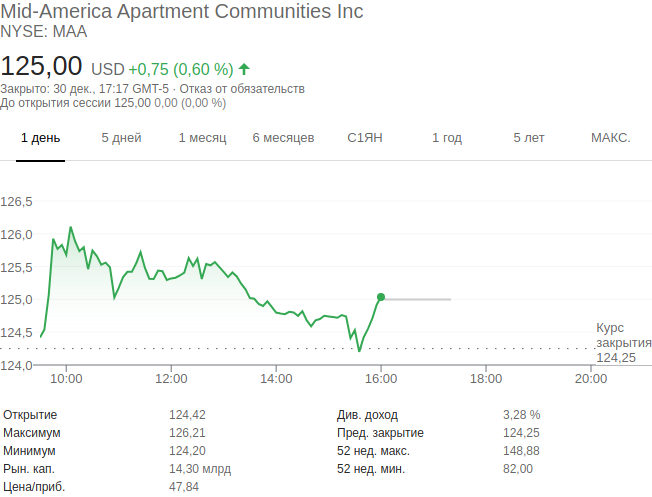 Mid-America Apartment Communities Inc
NYSE: MAA
125,00 USD +0,75 (0,60 %)
Закрыто: 30 дек., 17:17 GMT-5 · Отказ от обязательств
До открытия сессии 125,00 0,00 (0,00 %)
1 день 5 дней 1 месяц 6 месяцев С1ЯН 1 год 5 лет МАКС.
126,5
126,0
125,5
125,0
124,5
124,0
Курс
закрытия
124,25
10:00 12:00 14:00 16:00 18:00 20:00
Открытие 124,42 Див. доход 3,28 %
Максимум 126,21 Пред. закрытие 124,25
Минимум 124,20 52 нед. макс. 148,88
Рын. кап. 14,30 млрд 52 нед. мин. 82,00
Цена/приб. 47,84